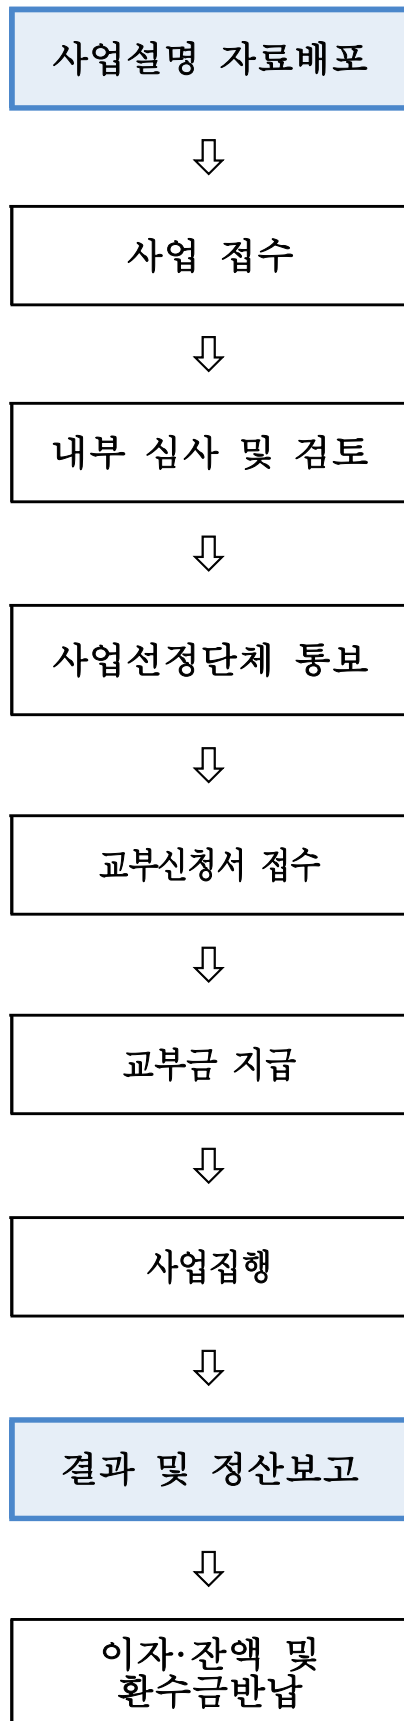 사업설명 자료배포
사업 접수
내부 심사 및 검토
사업선정단체 통보
교부신청서 접수
교부금 지급
사업집행
결과 및 정산보고
이자·잔액 및
환수금반납